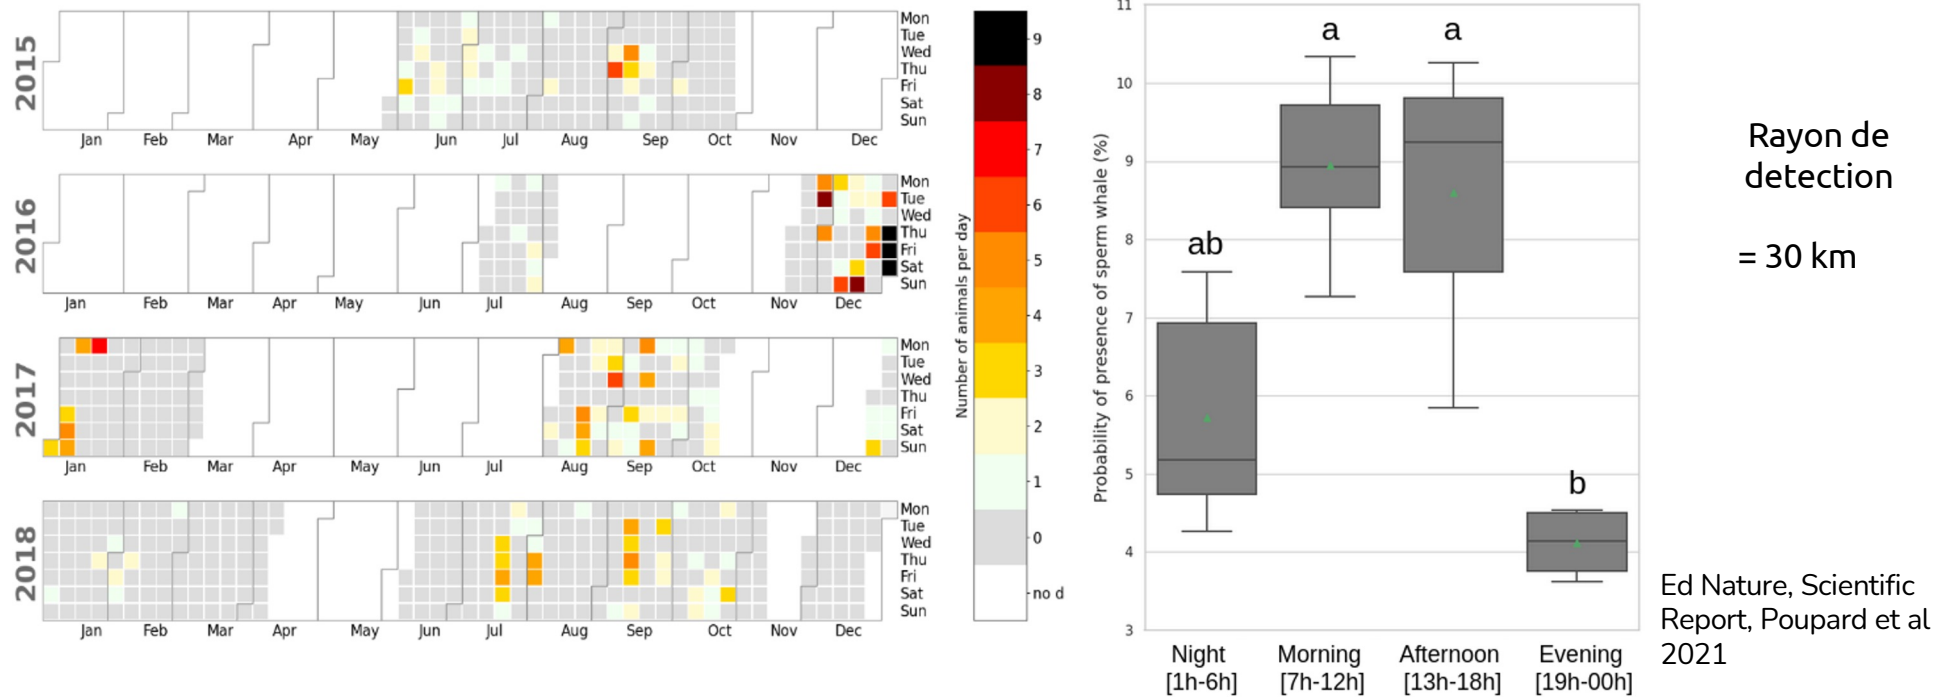 2015
Mon
Tue
Wed
Thu
Fri
Sat
Sun
Jan Feb Mar Apr May Jun Jul Aug Sep Oct Nov Dec
2016
Mon
Tue
Wed
Thu
Fri
Sat
Sun
Jan Feb Mar Apr May Jun Jul Aug Sep Oct Nov Dec
2017
Mon
Tue
Wed
Thu
Fri
Sat
Sun
Jan Feb Mar Apr May Jun Jul Aug Sep Oct Nov Dec
2018
Mon
Tue
Wed
Thu
Fri
Sat
Sun
Jan Feb Mar Apr May Jun Jul Aug Sep Oct Nov Dec
Number of animals per day
9
8
7
6
5
4
3
2
1
0
no d
Probability of presence of sperm whale (%)
11
10
9
8
7
6
5
4
3
ab
a
a
b
Night Morning Afternoon Evening
[1h-6h] [7h-12h] [13h-18h] [19h-00h]
Rayon de
detection
= 30 km
Ed Nature, Scientific
Report, Poupard et al
2021